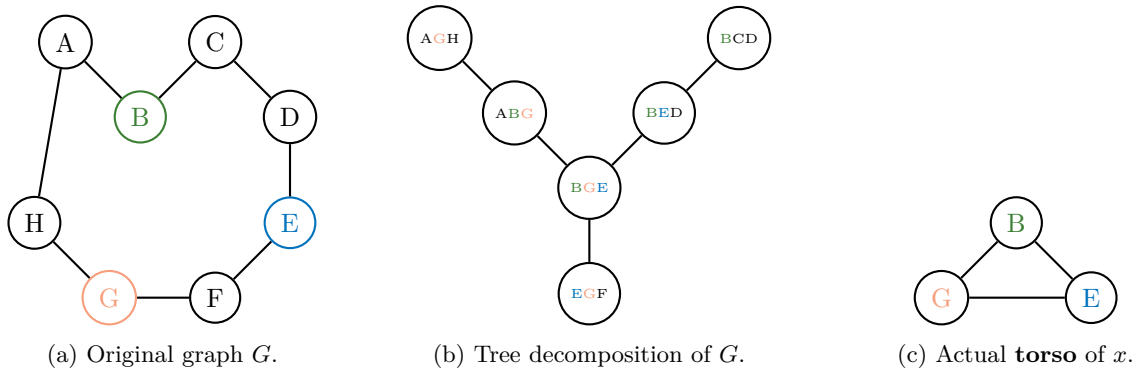 A
B
C
D
E
F
G
H
(a) Original graph G.
AGH
BCD
ABG
BED
BGE
EGF
(b) Tree decomposition of G.
B
G
E
(c) Actual torso of x.